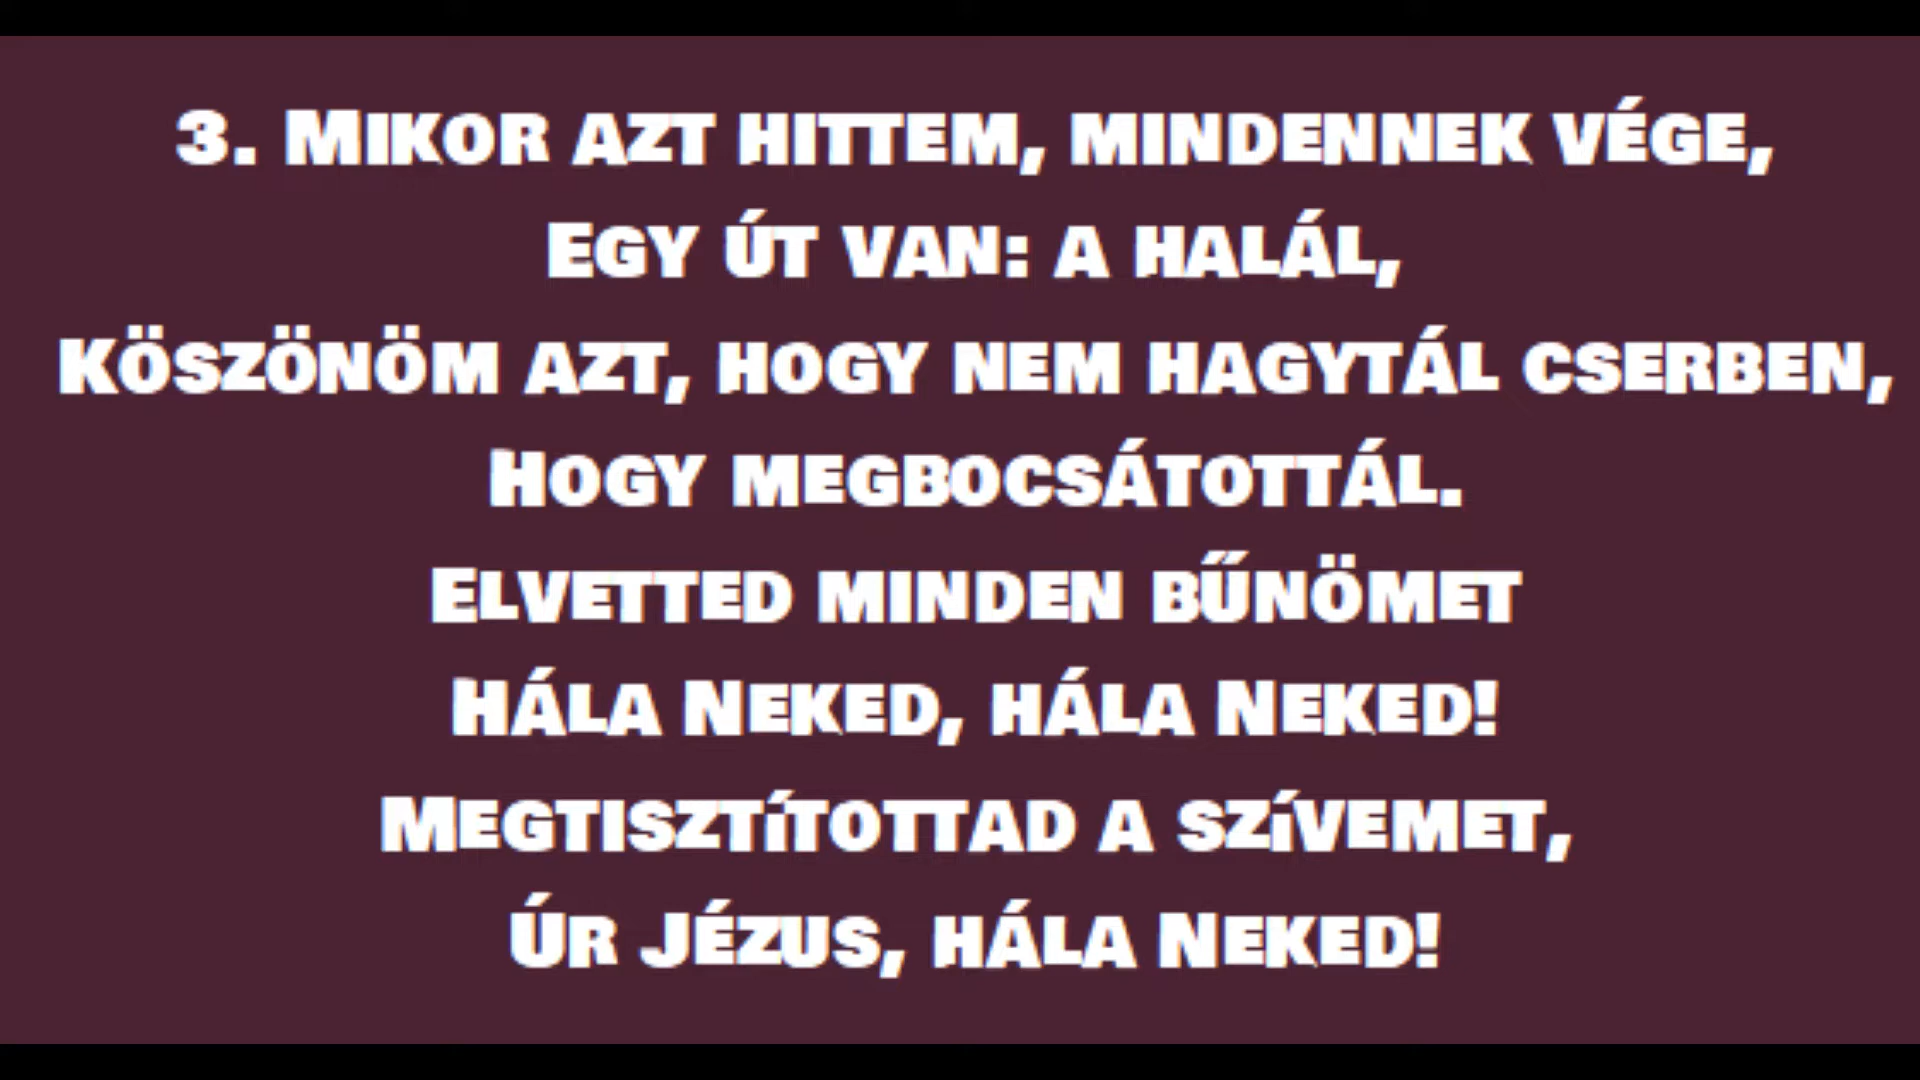 3. Mikor azt hittem, mindennek vége,
Egy út van: a halál,
Köszönöm azt, hogy nem hagytál cserben,
Hogy megbocsátottál.
Elvetted minden bűnömet
Hála Neked, hála Neked!
Megtisztítottad a szívemet,
Úr Jézus, hála Neked!